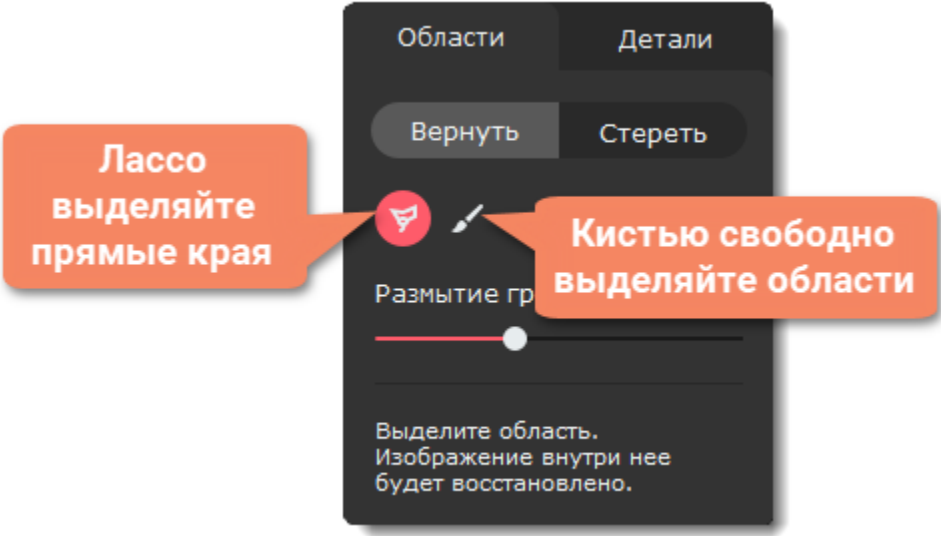 Области
Детали
Вернуть
Стереть
Лассо
выделяйте
прямые края
Кистью свободно
выделяйте области
Размытие
Выделите область.
Изображение внутри нее
будет восстановлено.